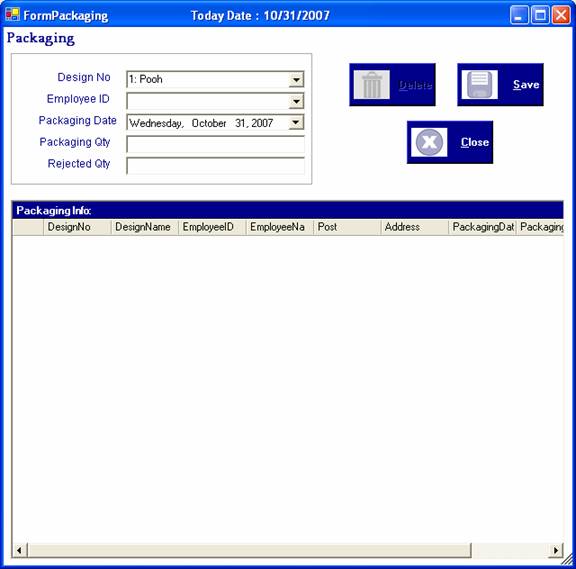 FormPackaging Today Date : 10/31/2007
Packaging
Design No 1: Pooh
Employee ID
Packaging Date Wednesday, October 31, 2007
Packaging Qty
Rejected Qty
Delete
Save
Close
Packaging Info:
DesignNo DesignName EmployeeID EmployeeNa Post Address PackagingDat Packaging